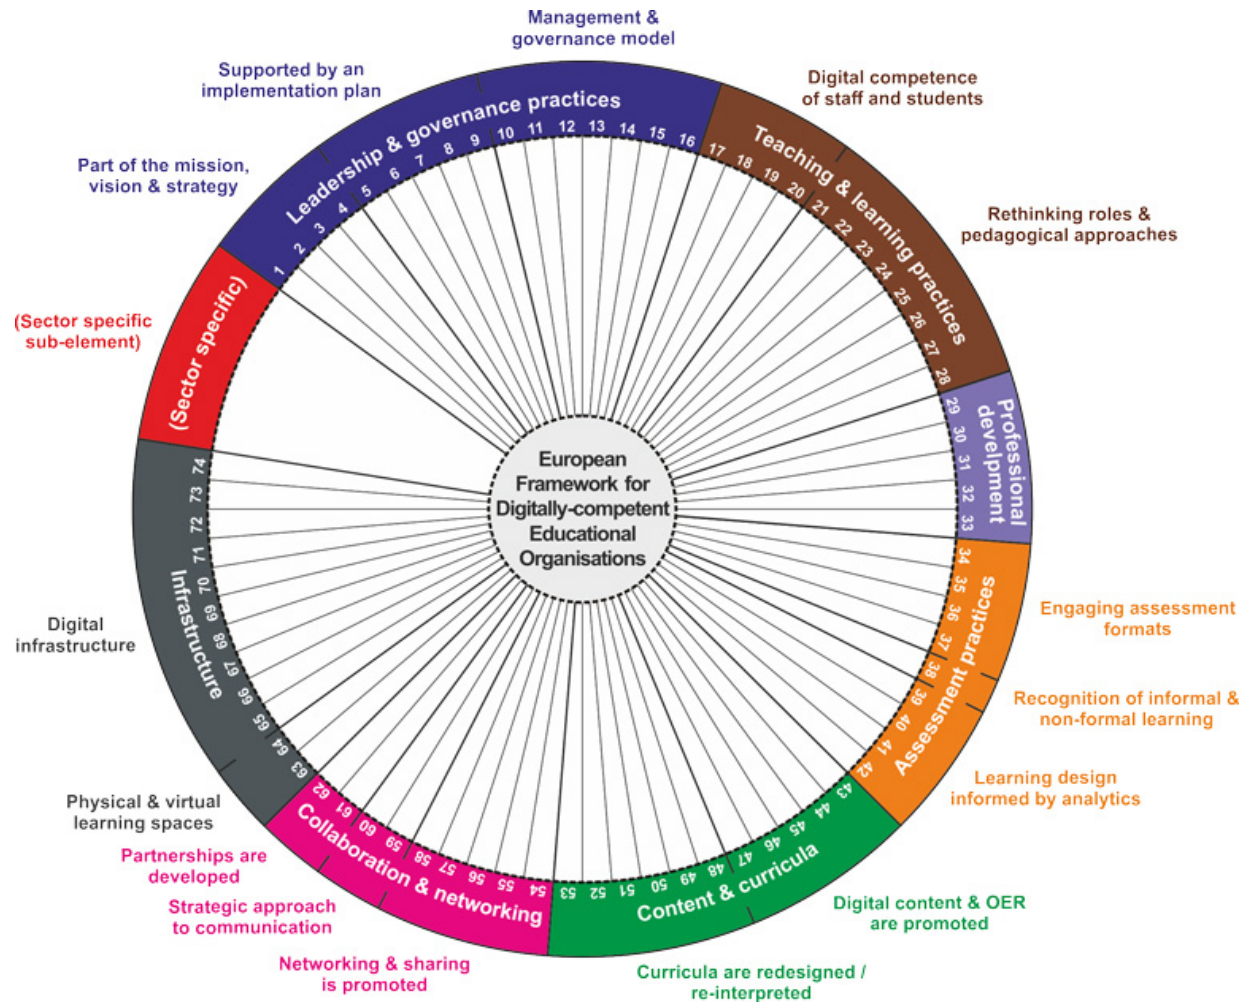 Management &
governance model
Supported by an
implementation plan
Digital competence
of staff and students
Part of the mission,
vision & strategy
Rethinking roles &
pedagogical approaches
(Sector specific
sub-element)
Engaging assessment
formats
Recognition of informal &
non-formal learning
Learning design
informed by analytics
Digital content & OER
are promoted
Curricula are redesigned /
re-interpreted
Networking & sharing
is promoted
Strategic approach
to communication
Partnerships are
developed
Physical & virtual
learning spaces
Digital
infrastructure
Leadership & governance practices
1 2 3 4 5 6 7 8 9 10 11 12 13 14 15 16
Teaching & learning practices
17 18 19 20 21 22 23 24 25 26 27 28
Professional
develpment
29 30 31 32 33
Assessment practices
34 35 36 37 38 39 40 41 42
Content & curricula
43 44 45 46 47 48 49 50 51 52 53
Collaboration & networking
54 55 56 57 58 59 60 61 62
Infrastructure
63 64 65 66 67 68 69 70 71 72 73 74
(Sector specific)
European
Framework for
Digitally-competent
Educational
Organisations